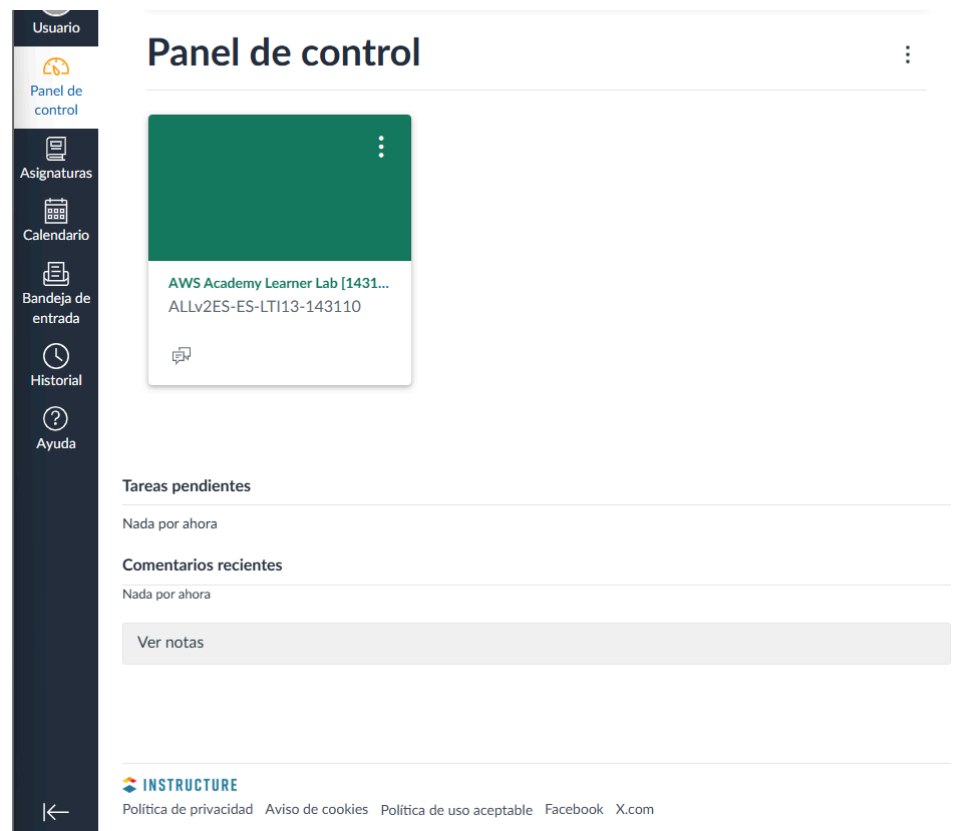 Usuario
Panel de
control
Asignaturas
Calendario
Bandeja de
entrada
Historial
Ayuda
Panel de control
AWS Academy Learner Lab [1431...
ALLv2ES-ES-LTI13-143110
Tareas pendientes
Nada por ahora
Comentarios recientes
Nada por ahora
Ver notas
INSTRUCTURE
Política de privacidad Aviso de cookies Política de uso aceptable Facebook X.com